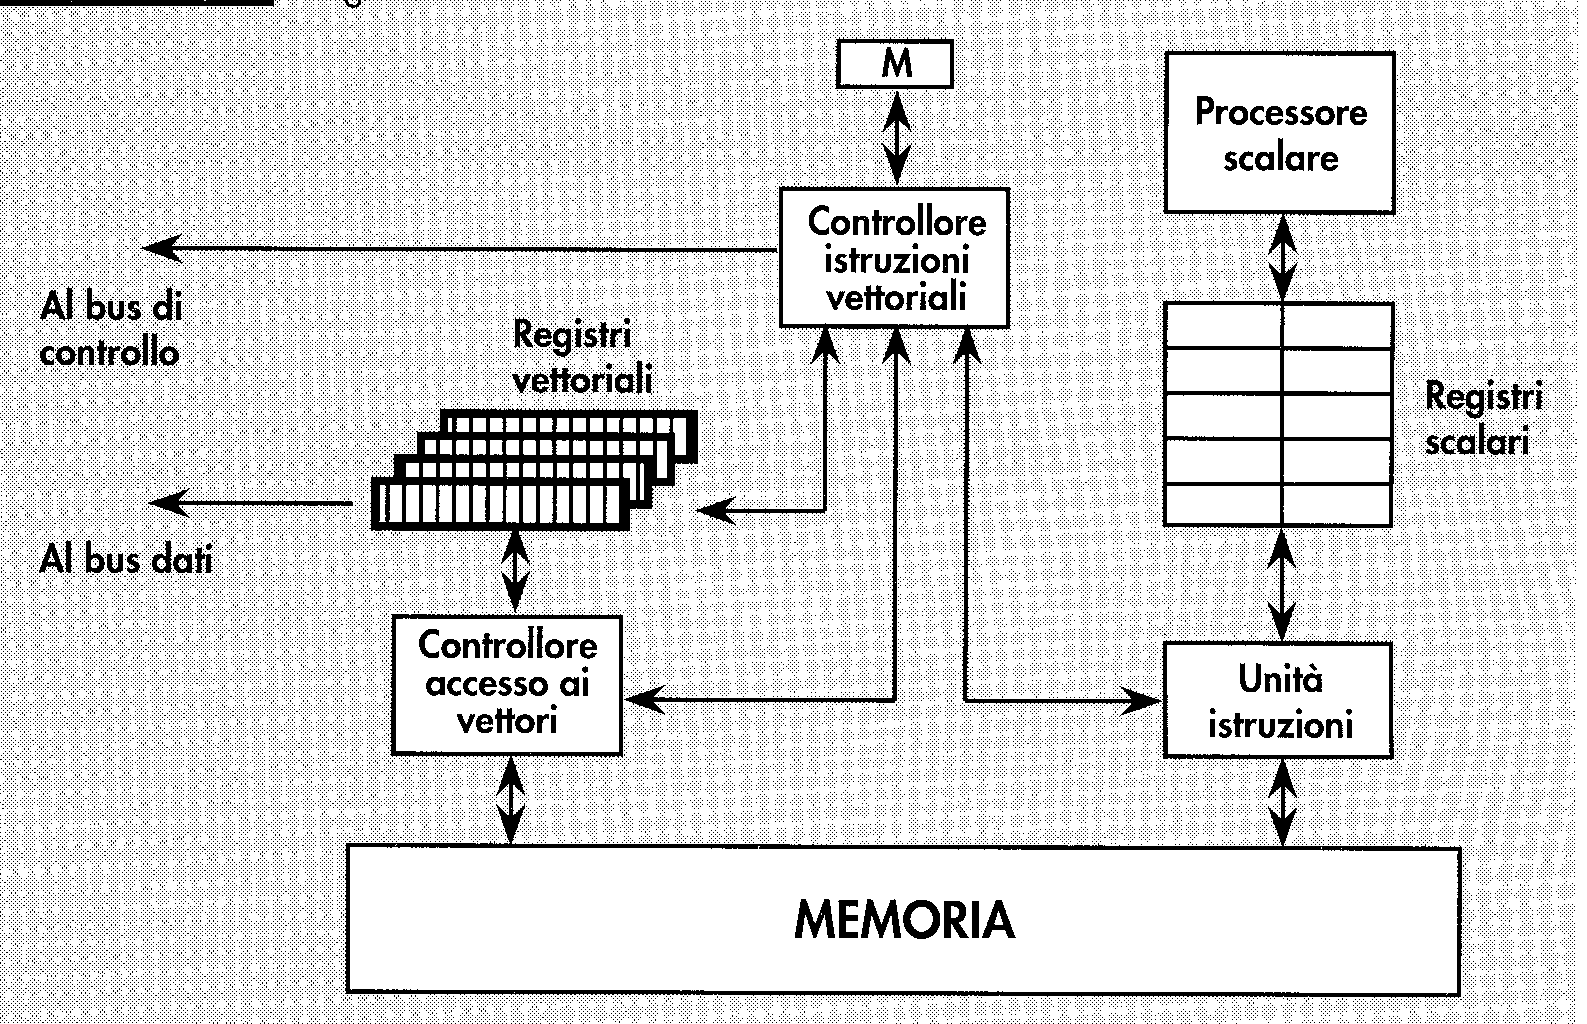 M
Processore
scalare
Controllore
istruzioni
vettoriali
Al bus di
controllo
Registri
vettoriali
Registri
scalari
Al bus dati
Controllore
accesso ai
vettori
Unità
istruzioni
MEMORIA